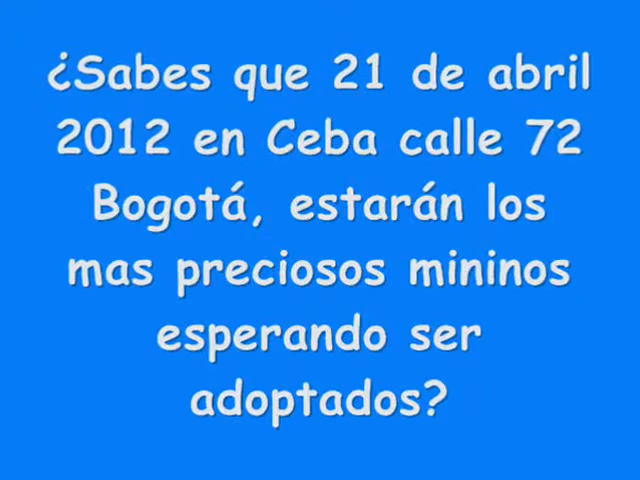 ¿Sabes que 21 de abril
2012 en Ceba calle 72
Bogotá, estarán los
mas preciosos mininos
esperando ser
adoptados?